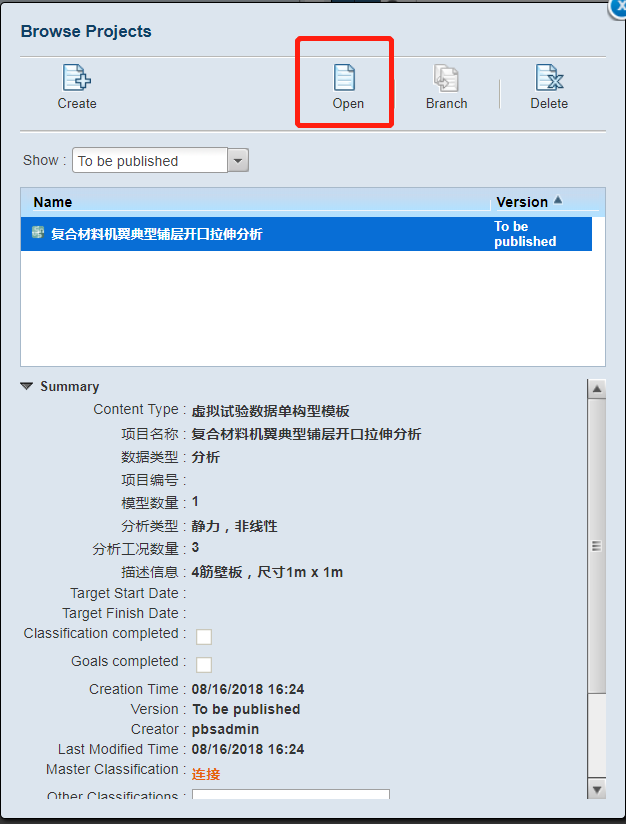 Browse Projects
Create
Open
Branch
Delete
Show :
To be published
Name
Version
复合材料机翼典型铺层开口拉伸分析
To be
published
Summary
Content Type : 虚拟试验数据单构型模板
项目名称 : 复合材料机翼典型铺层开口拉伸分析
数据类型 : 分析
项目编号 :
模型数量 : 1
分析类型 : 静力，非线性
分析工况数量 : 3
描述信息 : 4筋壁板，尺寸1m x 1m
Target Start Date :
Target Finish Date :
Classification completed :
Goals completed :
Creation Time : 08/16/2018 16:24
Version : To be published
Creator : pbsadmin
Last Modified Time : 08/16/2018 16:24
Master Classification : 连接
Other Classifications :